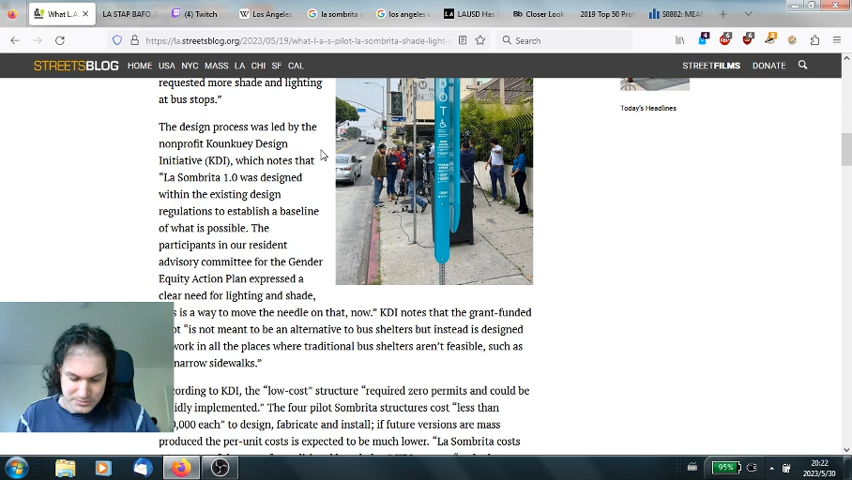 What L.A.
LA STAP BAFO_
(4) Twitch
Los Angeles
la sombrita
los angeles
LAUSD Has
Closer Look
2019 Top 50 Pro
S0802: MEA
https://la.streetsblog.org/2023/05/19/what-l-a-s-pilot-la-sombrita-shade-light-
Search
STREETSBLOG HOME USA NYC MASS LA CHI SF CAL STREETFILMS DONATE
requested more shade and lighting
at bus stops.”
Today's Headlines
The design process was led by the
nonprofit Kounkuey Design
Initiative (KDI), which notes that
“La Sombrita 1.0 was designed
within the existing design
regulations to establish a baseline
of what is possible. The
participants in our resident
advisory committee for the Gender
Equity Action Plan expressed a
clear need for lighting and shade,
is a way to move the needle on that, now.” KDI notes that the grant-funded
“is not meant to be an alternative to bus shelters but instead is designed
work in all the places where traditional bus shelters aren’t feasible, such as
narrow sidewalks.”
KDI, the “low-cost” structure “required zero permits and could be
implemented.” The four pilot Sombrita structures cost “less than
each” to design, fabricate and install; if future versions are mass
produced the per-unit costs is expected to be much lower. “La Sombrita costs
DOT
95%
20:22
2023/5/30